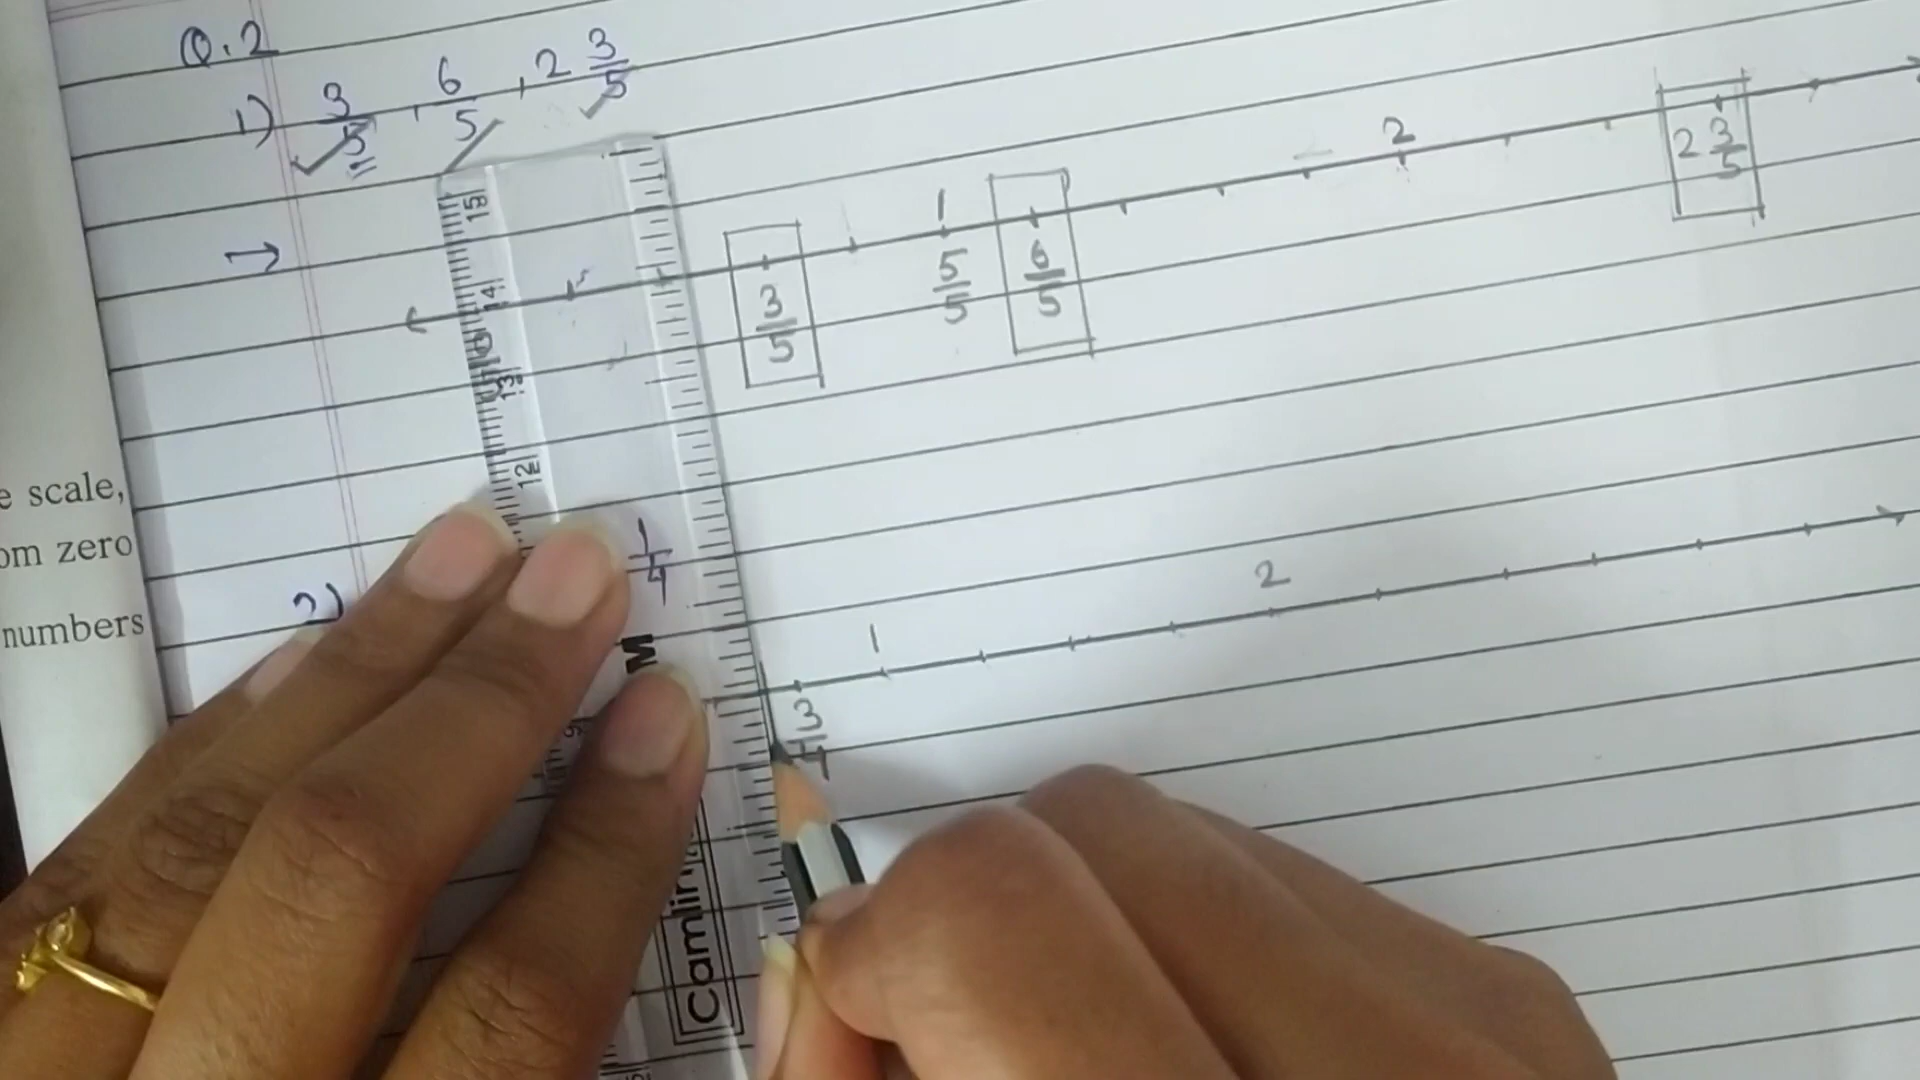 Q.2
1) 3/5, 6/5, 2 3/5
→
1 2
3/5 5/5 6/5 2 3/5
15 14 13 12
e scale,
om zero
numbers
2) 1/4
M
1 2
3/4
Camlin